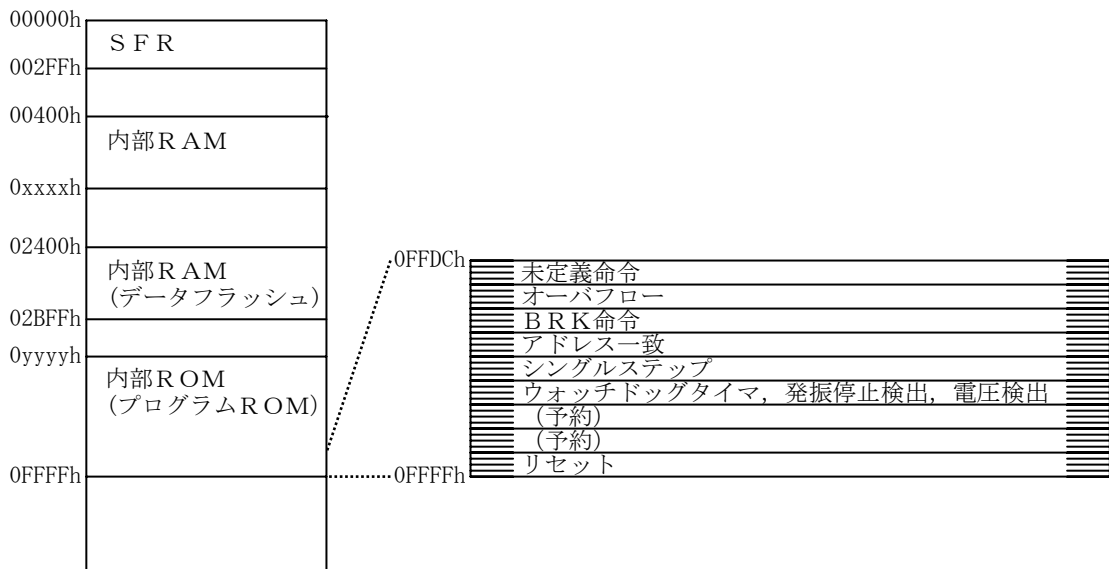 00000h
ＳＦＲ
002FFh
00400h
内部ＲＡＭ
0xxxxh
02400h
内部ＲＡＭ
(データフラッシュ)
02BFFh
0yyyyh
内部ＲＯＭ
(プログラムＲＯＭ)
0FFFFh
0FFDCh
未定義命令
オーバフロー
ＢＲＫ命令
アドレス一致
シングルステップ
ウォッチドッグタイマ，発振停止検出，電圧検出
(予約)
(予約)
リセット
0FFFFh